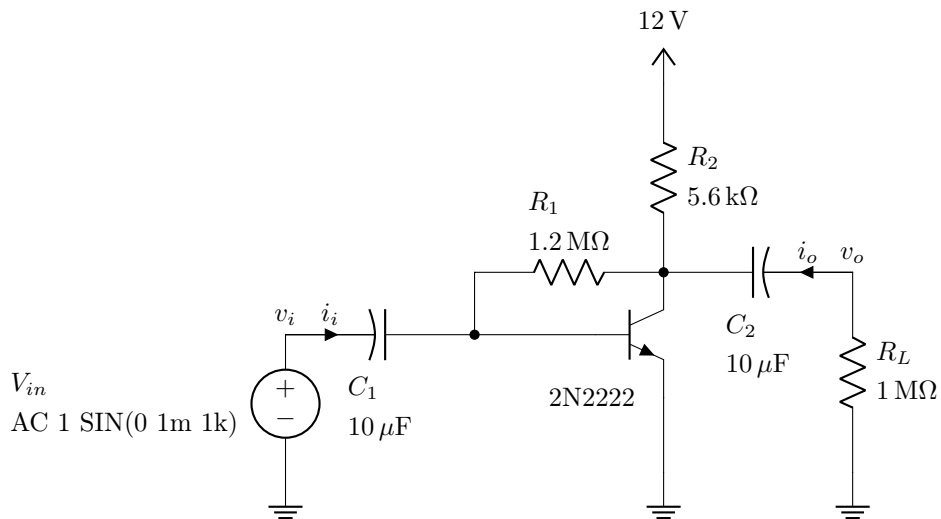 12 V
R2
5.6 kΩ
R1
1.2 MΩ
vi
ii
io
vo
C1
10 μF
2N2222
C2
10 μF
RL
1 MΩ
Vin
+
−
AC 1 SIN(0 1m 1k)